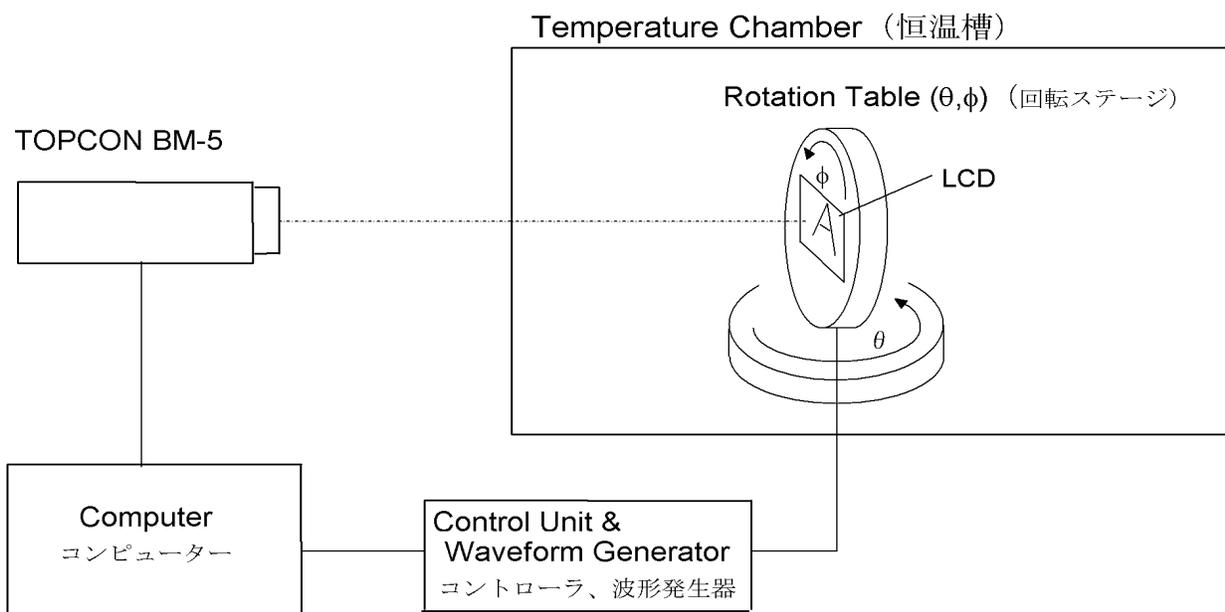 Temperature Chamber （恒温槽）
Rotation Table (θ,ϕ) （回転ステージ）
TOPCON BM-5
ϕ
LCD
A
θ
Computer
コンピューター
Control Unit &
Waveform Generator
コントローラ、波形発生器